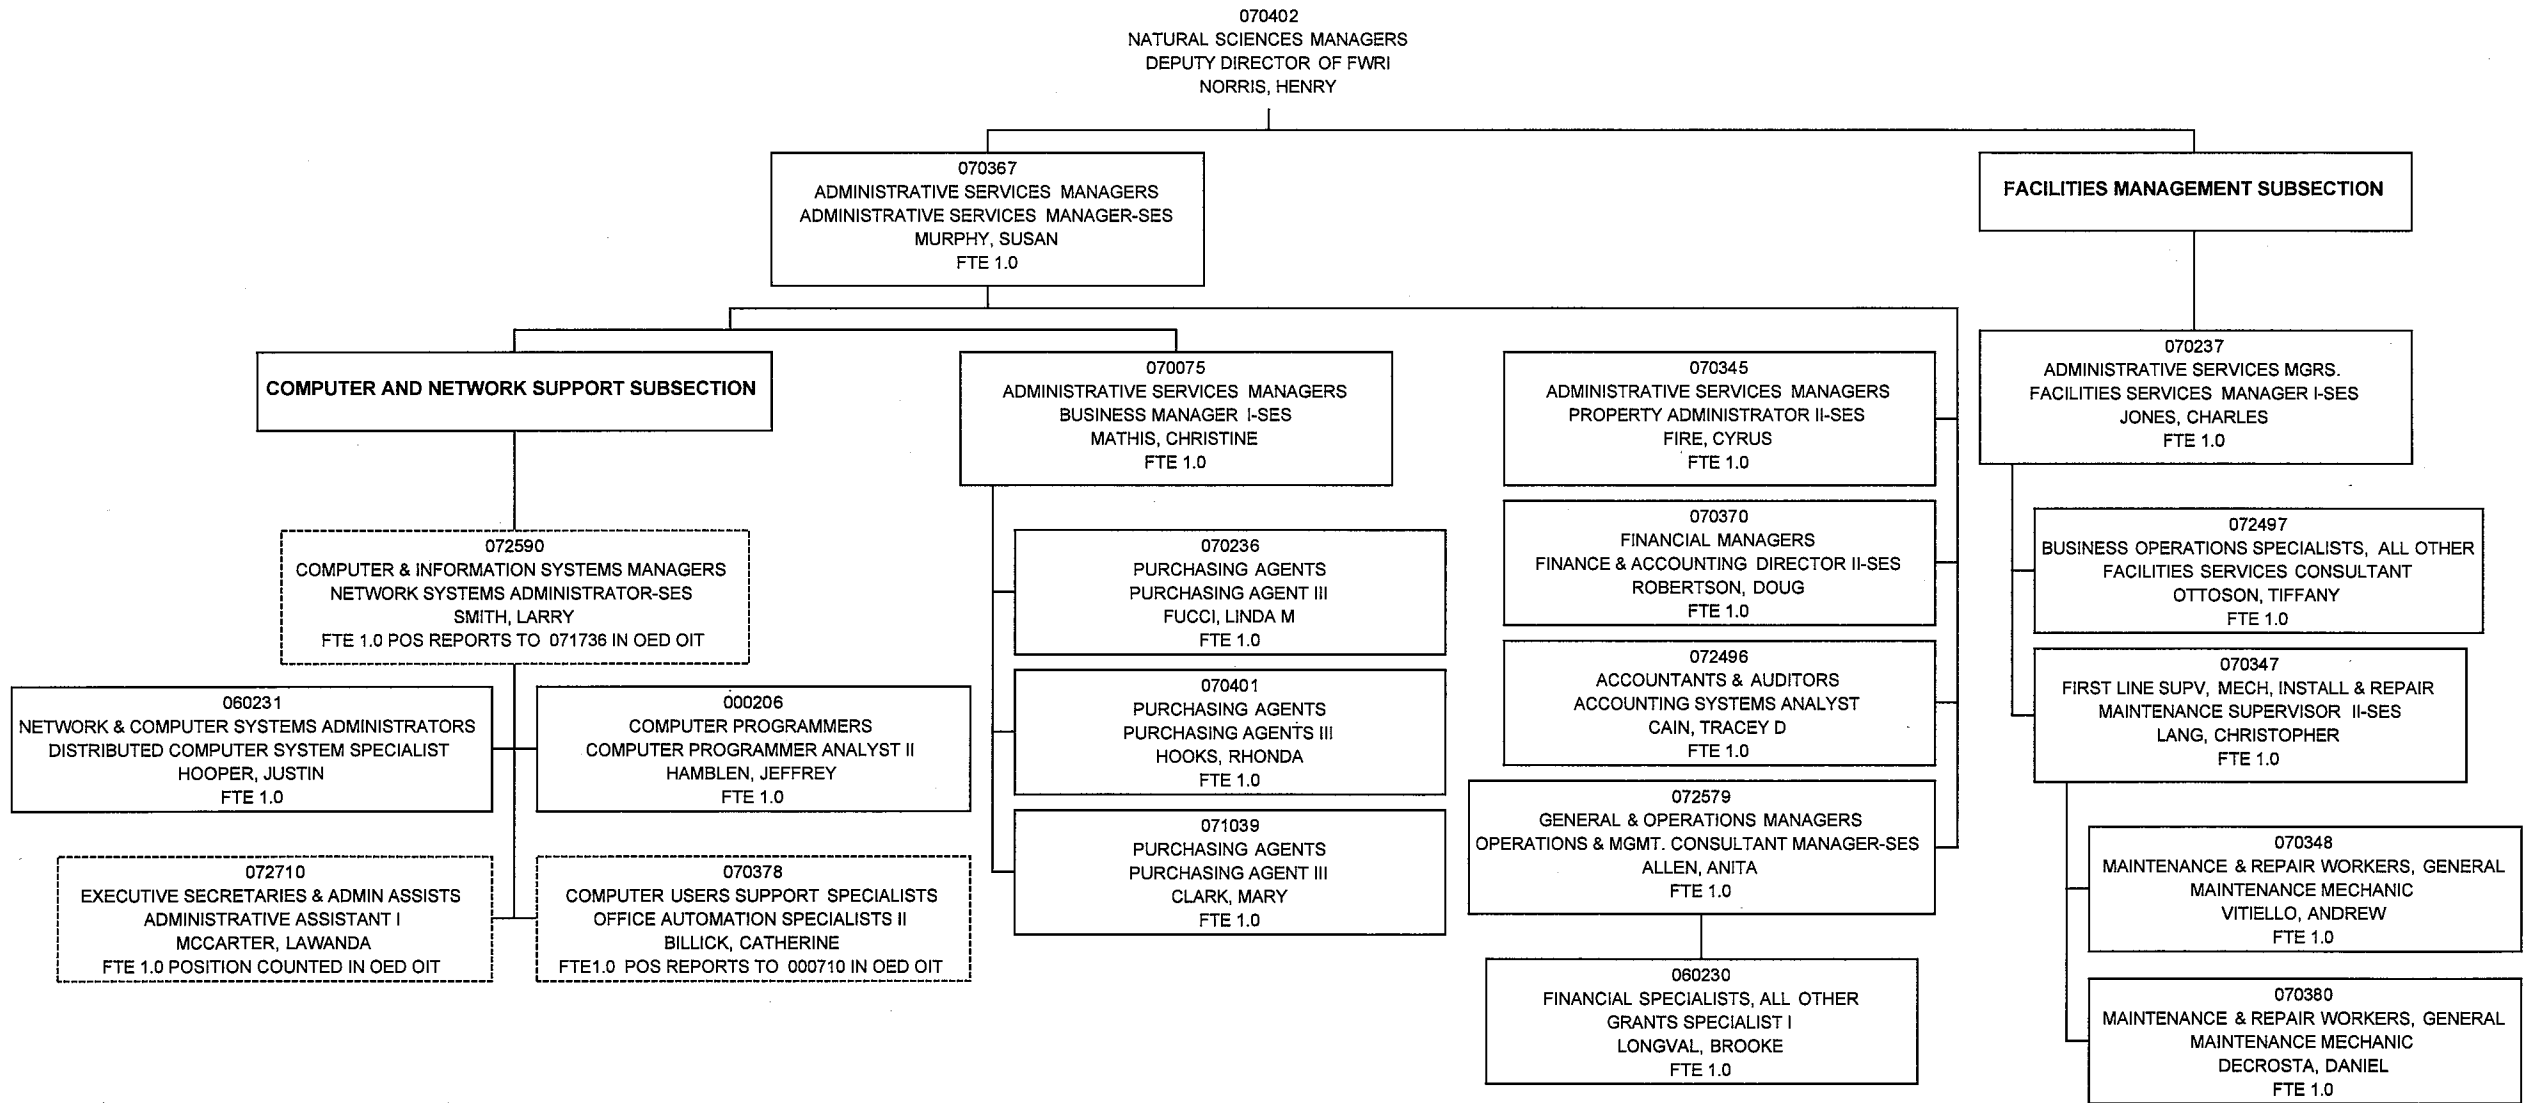 070402
NATURAL SCIENCES MANAGERS
DEPUTY DIRECTOR OF FWRI
NORRIS, HENRY
070367
ADMINISTRATIVE SERVICES MANAGERS
ADMINISTRATIVE SERVICES MANAGER-SES
MURPHY, SUSAN
FTE 1.0
FACILITIES MANAGEMENT SUBSECTION
COMPUTER AND NETWORK SUPPORT SUBSECTION
072590
COMPUTER & INFORMATION SYSTEMS MANAGERS
NETWORK SYSTEMS ADMINISTRATOR-SES
SMITH, LARRY
FTE 1.0 POS REPORTS TO 071736 IN OED OIT
060231
NETWORK & COMPUTER SYSTEMS ADMINISTRATORS
DISTRIBUTED COMPUTER SYSTEM SPECIALIST
HOOPER, JUSTIN
FTE 1.0
000206
COMPUTER PROGRAMMERS
COMPUTER PROGRAMMER ANALYST II
HAMBLEN, JEFFREY
FTE 1.0
072710
EXECUTIVE SECRETARIES & ADMIN ASSISTS
ADMINISTRATIVE ASSISTANT I
MCCARTER, LAWANDA
FTE 1.0 POSITION COUNTED IN OED OIT
070378
COMPUTER USERS SUPPORT SPECIALISTS
OFFICE AUTOMATION SPECIALISTS II
BILLICK, CATHERINE
FTE1.0 POS REPORTS TO 000710 IN OED OIT
070075
ADMINISTRATIVE SERVICES MANAGERS
BUSINESS MANAGER I-SES
MATHIS, CHRISTINE
FTE 1.0
070236
PURCHASING AGENTS
PURCHASING AGENT III
FUCCI, LINDA M
FTE 1.0
070401
PURCHASING AGENTS
PURCHASING AGENTS III
HOOKS, RHONDA
FTE 1.0
071039
PURCHASING AGENTS
PURCHASING AGENT III
CLARK, MARY
FTE 1.0
070345
ADMINISTRATIVE SERVICES MANAGERS
PROPERTY ADMINISTRATOR II-SES
FIRE, CYRUS
FTE 1.0
070370
FINANCIAL MANAGERS
FINANCE & ACCOUNTING DIRECTOR II-SES
ROBERTSON, DOUG
FTE 1.0
072496
ACCOUNTANTS & AUDITORS
ACCOUNTING SYSTEMS ANALYST
CAIN, TRACEY D
FTE 1.0
072579
GENERAL & OPERATIONS MANAGERS
OPERATIONS & MGMT. CONSULTANT MANAGER-SES
ALLEN, ANITA
FTE 1.0
060230
FINANCIAL SPECIALISTS, ALL OTHER
GRANTS SPECIALIST I
LONGVAL, BROOKE
FTE 1.0
070237
ADMINISTRATIVE SERVICES MGRS.
FACILITIES SERVICES MANAGER I-SES
JONES, CHARLES
FTE 1.0
072497
BUSINESS OPERATIONS SPECIALISTS, ALL OTHER
FACILITIES SERVICES CONSULTANT
OTTOSON, TIFFANY
FTE 1.0
070347
FIRST LINE SUPV, MECH, INSTALL & REPAIR
MAINTENANCE SUPERVISOR II-SES
LANG, CHRISTOPHER
FTE 1.0
070348
MAINTENANCE & REPAIR WORKERS, GENERAL
MAINTENANCE MECHANIC
VITIELLO, ANDREW
FTE 1.0
070380
MAINTENANCE & REPAIR WORKERS, GENERAL
MAINTENANCE MECHANIC
DECROSTA, DANIEL
FTE 1.0